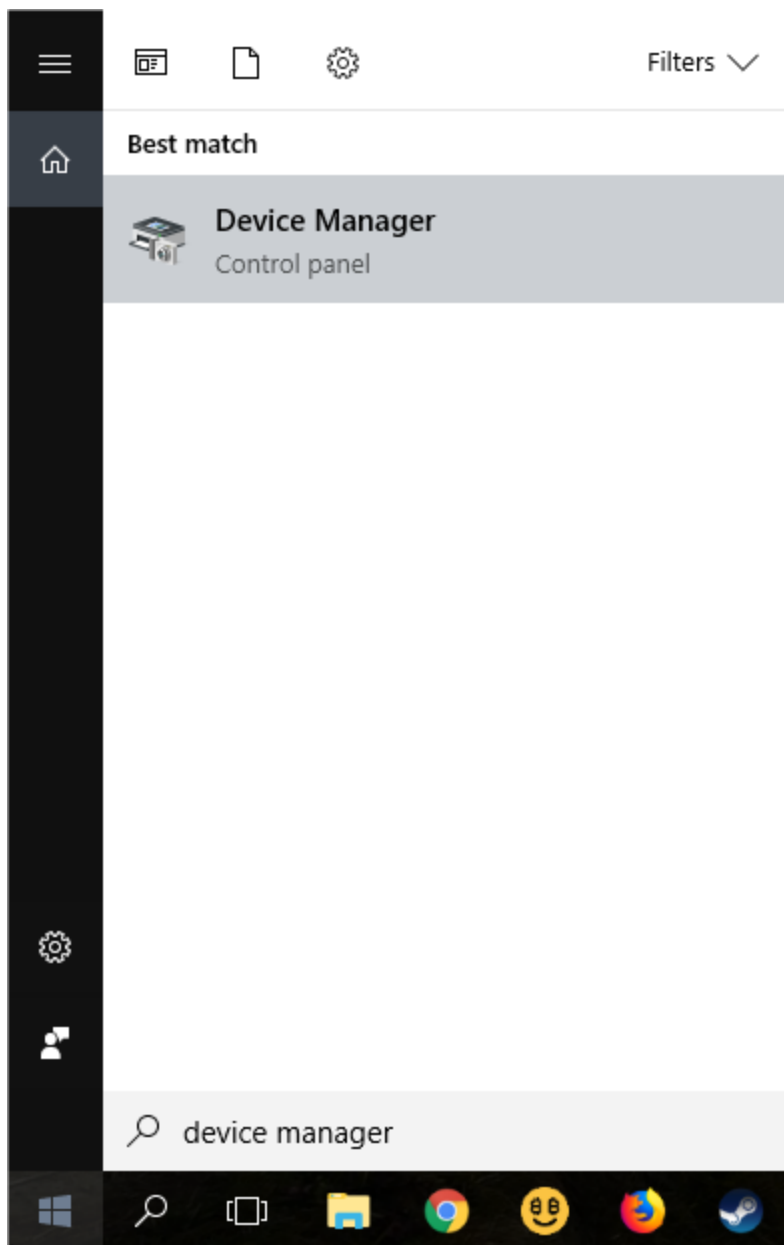 Filters
Best match
Device Manager
Control panel
device manager